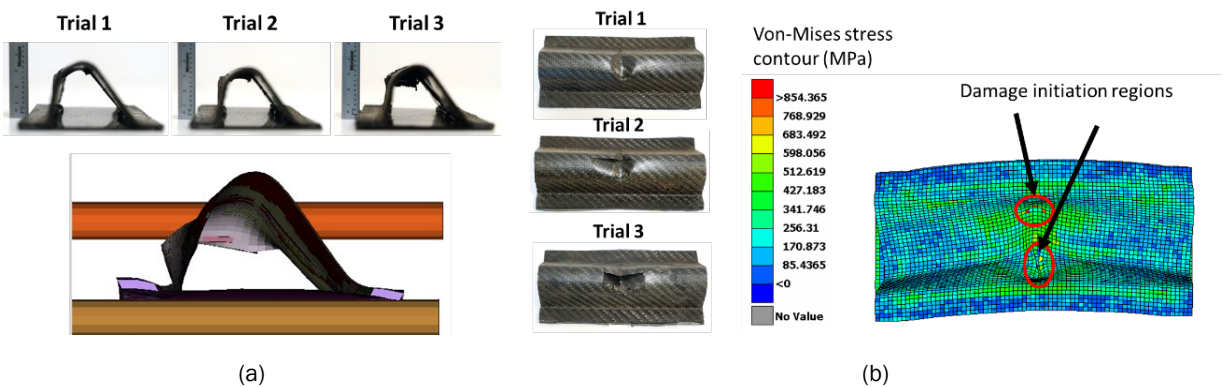 Trial 1
Trial 2
Trial 3
Trial 1
Trial 2
Trial 3
Von-Mises stress
contour (MPa)
Damage initiation regions
>854.365
768.929
683.492
598.056
512.619
427.183
341.746
256.31
170.873
85.4365
<0
No Value
(a)
(b)